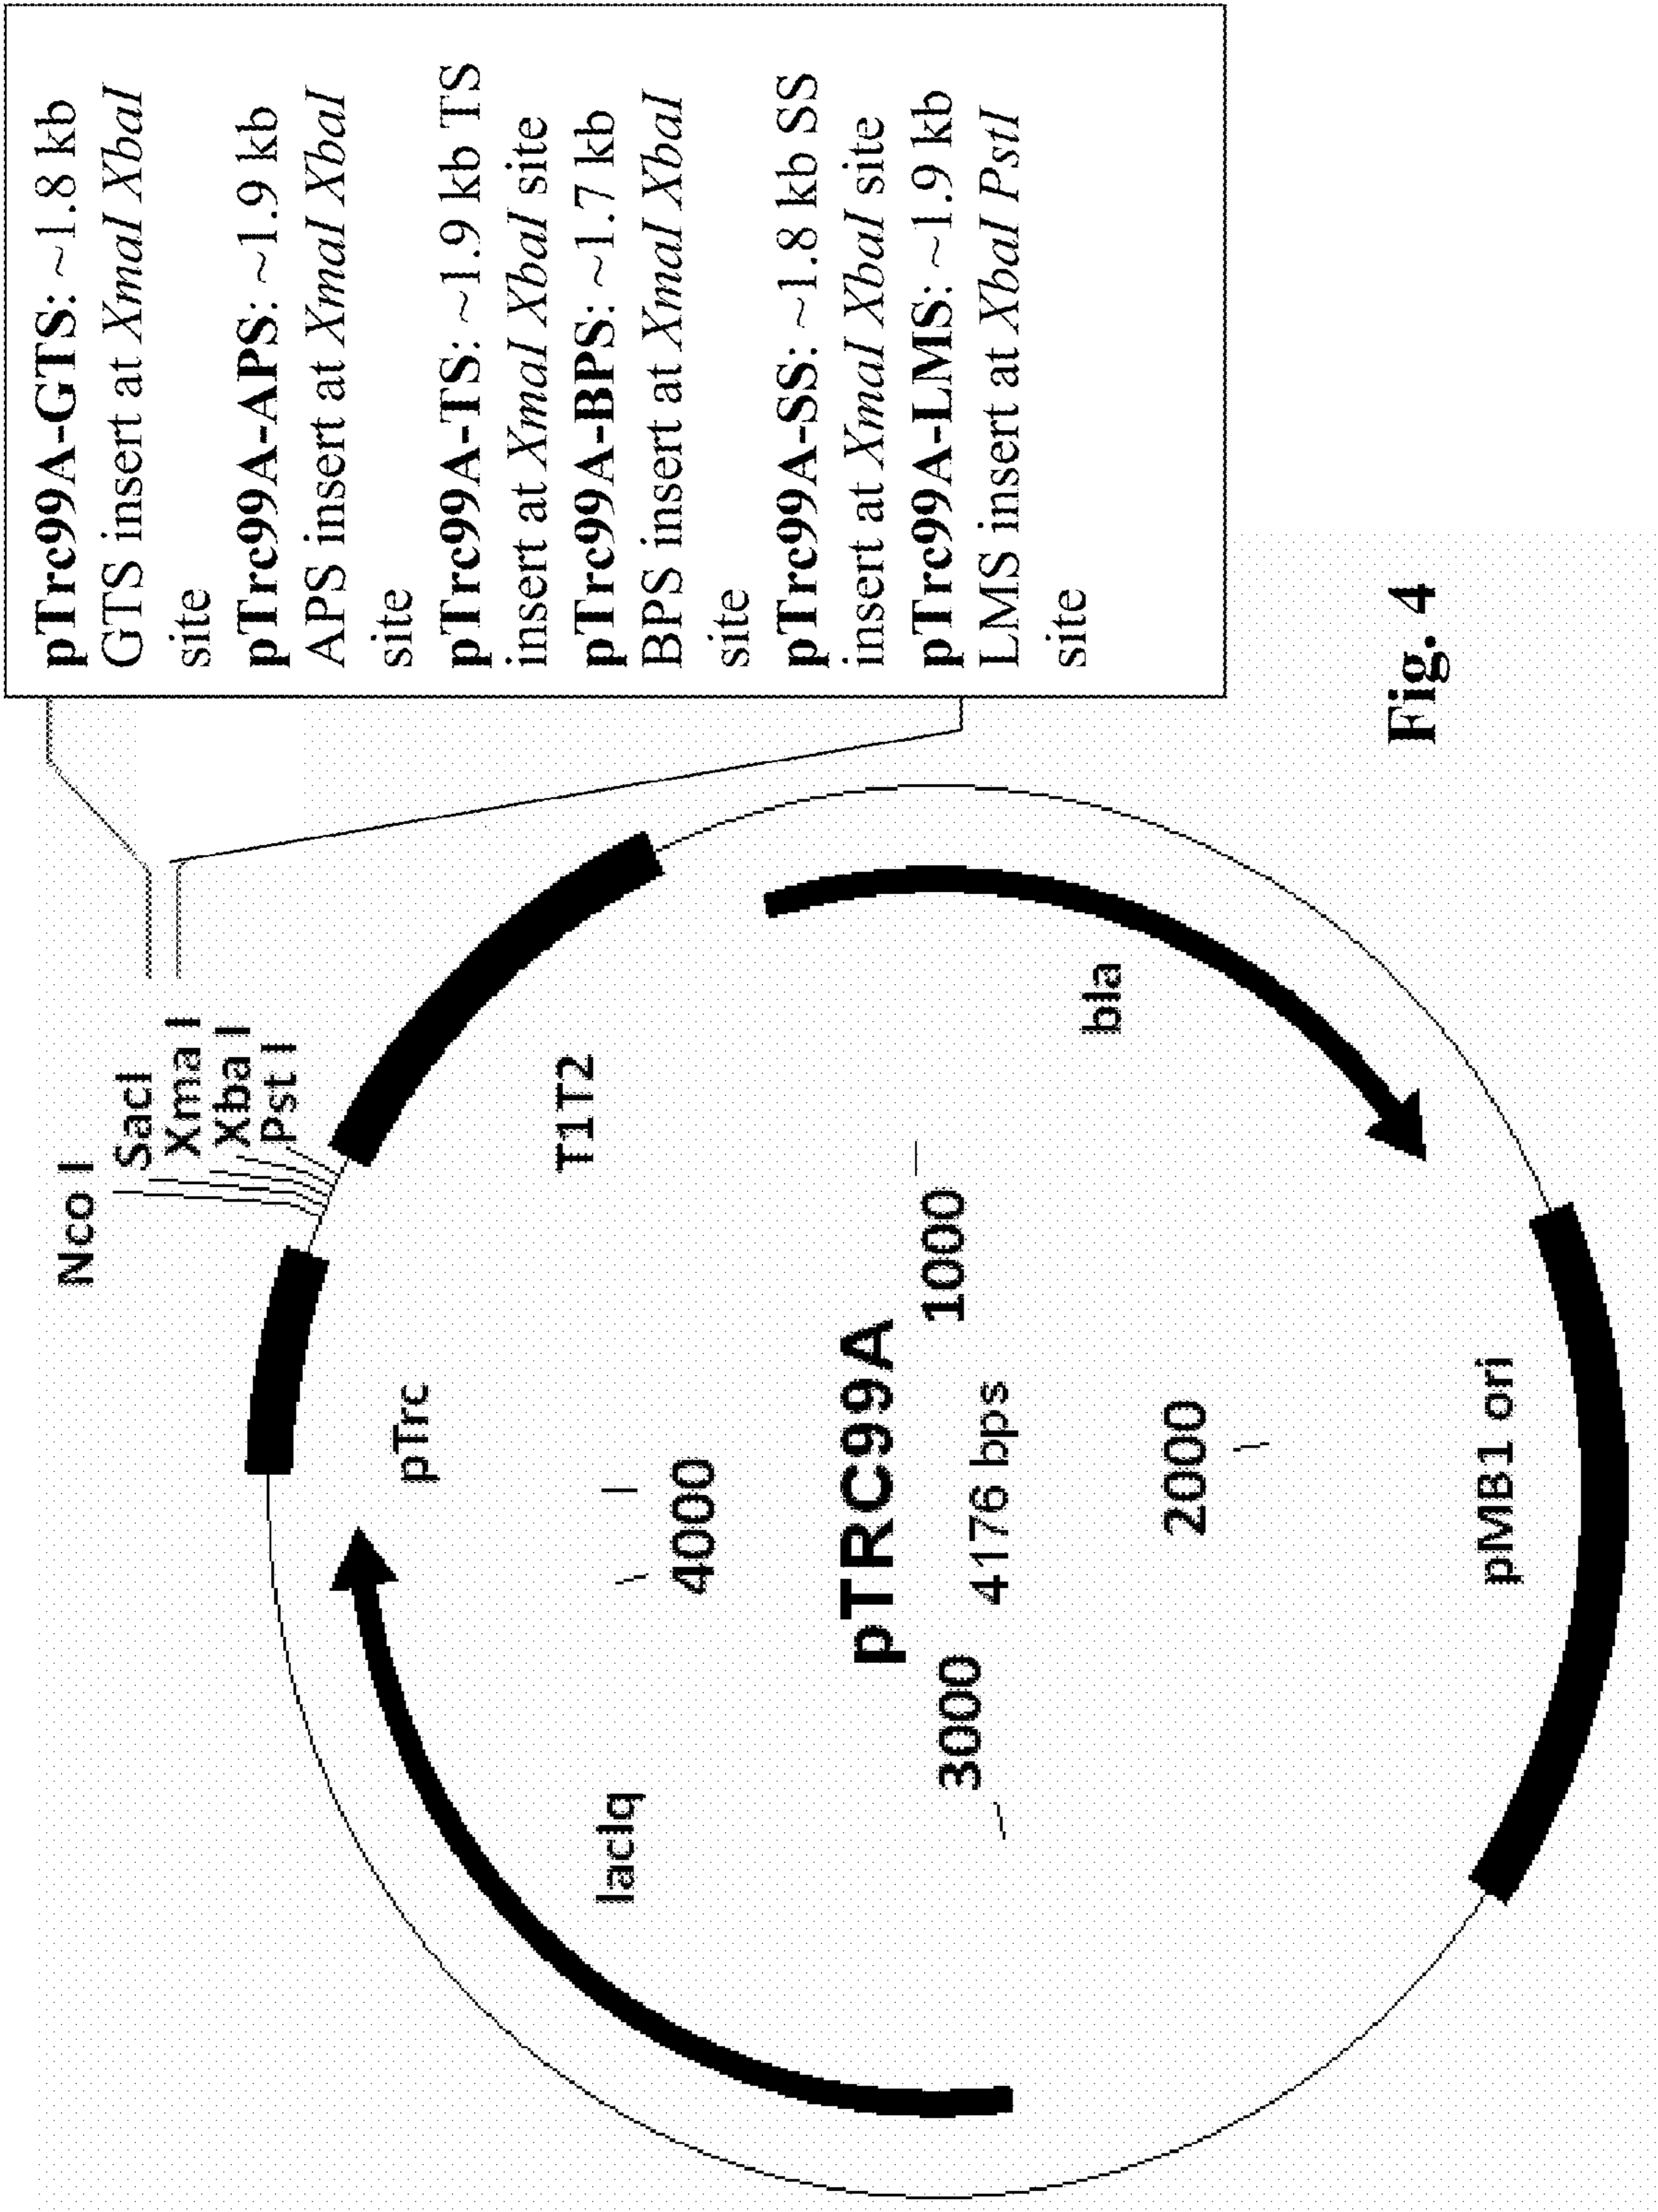 Nco I
SacI
Xma I
Xba I
Pst I
pTrc
T1T2
lacIq
4000
pTRC99A
3000
4176 bps
1000
2000
bla
pMB1 ori
pTrc99A-GTS: ~1.8 kb
GTS insert at XmaI XbaI
site
pTrc99A-APS: ~1.9 kb
APS insert at XmaI XbaI
site
pTrc99A-TS: ~1.9 kb TS
insert at XmaI XbaI site
pTrc99A-BPS: ~1.7 kb
BPS insert at XmaI XbaI
site
pTrc99A-SS: ~1.8 kb SS
insert at XmaI XbaI site
pTrc99A-LMS: ~1.9 kb
LMS insert at XbaI PstI
site
Fig. 4